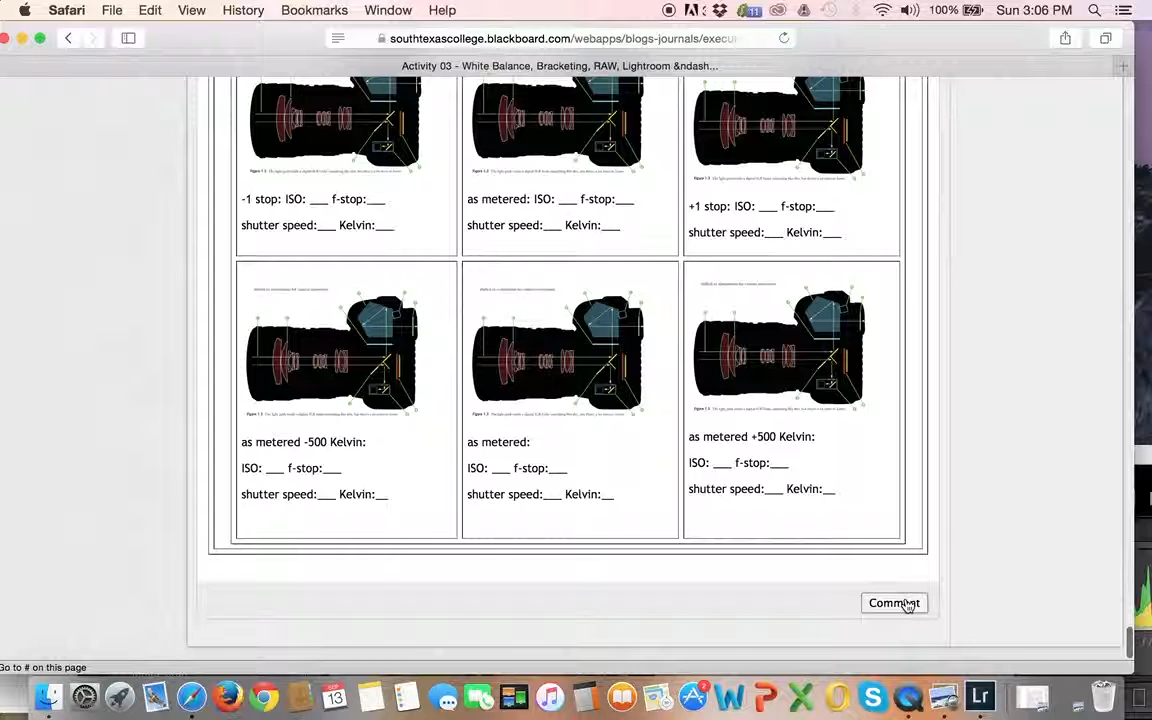 Safari File Edit View History Bookmarks Window Help 11 100% Sun 3:06 PM
southtexascollege.blackboard.com/webapps/blogs-journals/execu
Activity 03 - White Balance, Bracketing, RAW, Lightroom &ndash...
-1 stop: ISO: ___ f-stop:___
shutter speed:___ Kelvin:___
as metered: ISO: ___ f-stop:___
shutter speed:___ Kelvin:___
+1 stop: ISO: ___ f-stop:___
shutter speed:___ Kelvin:___
as metered -500 Kelvin:
ISO: ___ f-stop:___
shutter speed:___ Kelvin:__
as metered:
ISO: ___ f-stop:___
shutter speed:___ Kelvin:__
as metered +500 Kelvin:
ISO: ___ f-stop:___
shutter speed:___ Kelvin:__
Comment
Go to # on this page
13
2
Lr